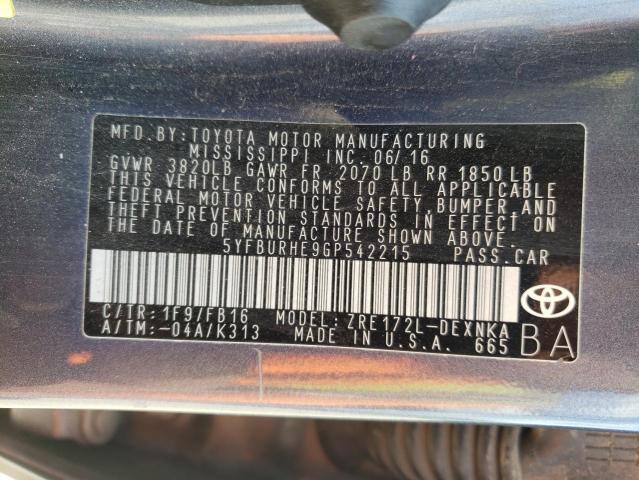 MFD. BY: TOYOTA MOTOR MANUFACTURING
MISSISSIPPI INC. 06/16
GVWR 3820LB GAWR FR 2070 LB RR 1850 LB
THIS VEHICLE CONFORMS TO ALL APPLICABLE
FEDERAL MOTOR VEHICLE SAFETY, BUMPER AND
THEFT PREVENTION STANDARDS IN EFFECT ON
THE DATE OF MANUFACTURE SHOWN ABOVE.
5YFBURHE9GP542215 PASS. CAR
C/TR: 1F9/FB16 MODEL: ZRE172L-DEXNKA
A/TM: -04A/K313 MADE IN U.S.A. 665
BA